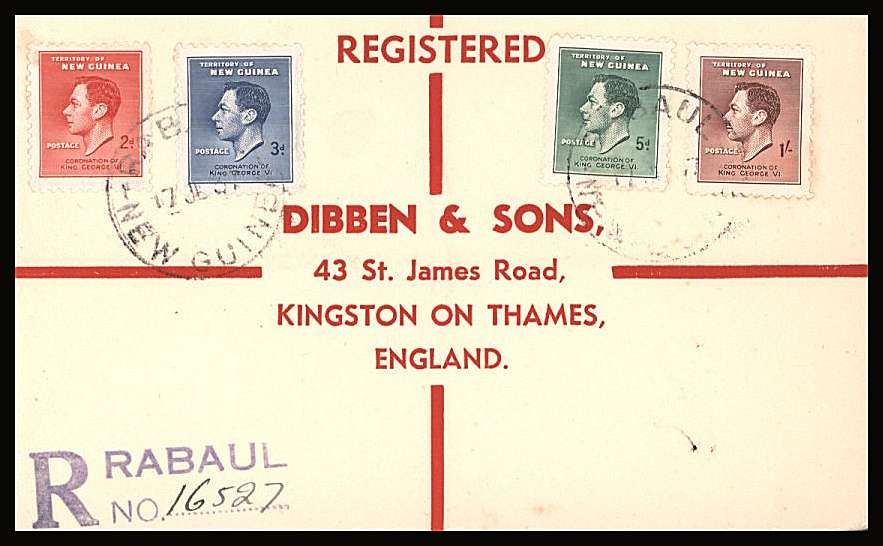 REGISTERED
TERRITORY OF
NEW GUINEA
POSTAGE
2d.
CORONATION OF
KING GEORGE VI
TERRITORY OF
NEW GUINEA
POSTAGE
3d.
CORONATION OF
KING GEORGE VI
TERRITORY OF
NEW GUINEA
POSTAGE
5d
CORONATION OF
KING GEORGE VI
TERRITORY OF
NEW GUINEA
POSTAGE
1/-
CORONATION OF
KING GEORGE VI
NEW GUINEA
DIBBEN & SONS,
43 St. James Road,
KINGSTON ON THAMES,
ENGLAND.
R RABAUL
NO. 16527